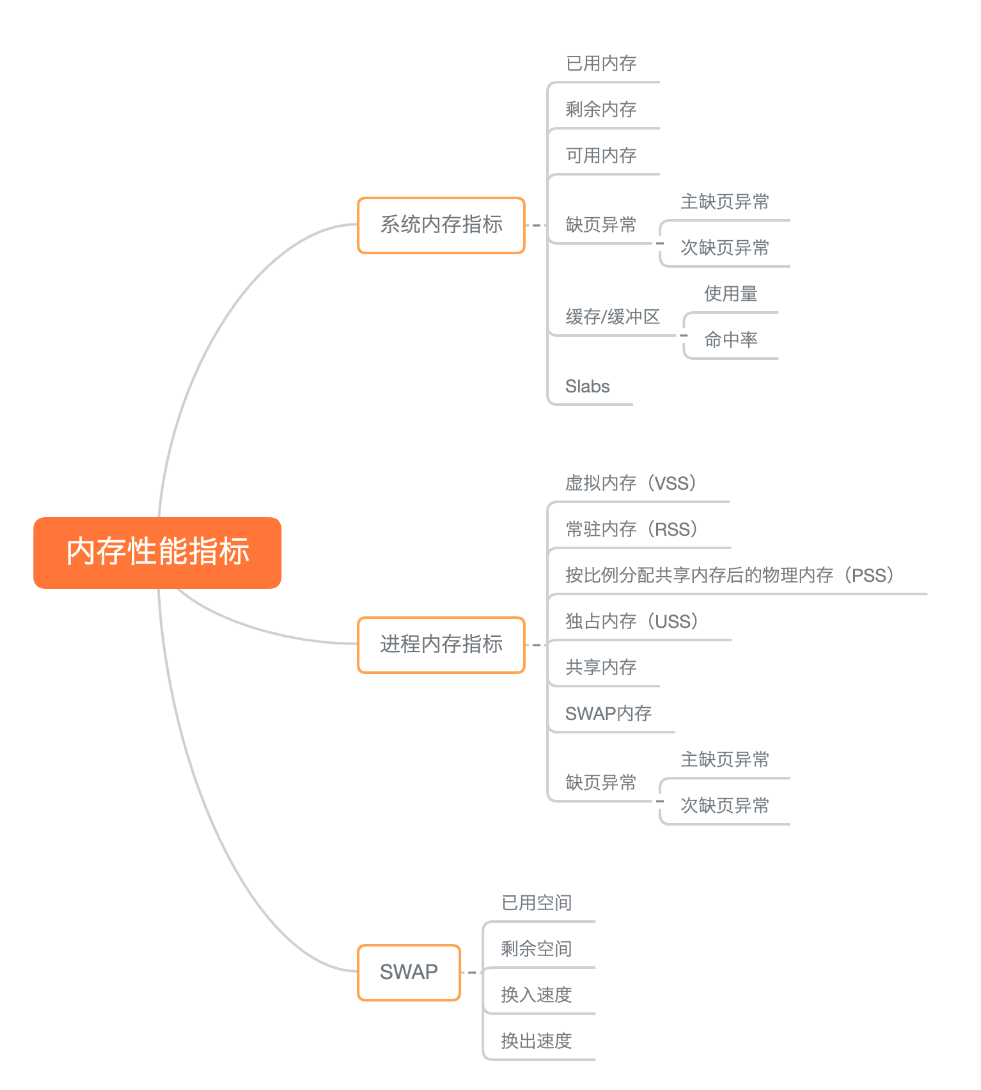 内存性能指标
系统内存指标
已用内存
剩余内存
可用内存
缺页异常
主缺页异常
次缺页异常
缓存/缓冲区
使用量
命中率
Slabs
进程内存指标
虚拟内存（VSS）
常驻内存（RSS）
按比例分配共享内存后的物理内存（PSS）
独占内存（USS）
共享内存
SWAP内存
缺页异常
主缺页异常
次缺页异常
SWAP
已用空间
剩余空间
换入速度
换出速度